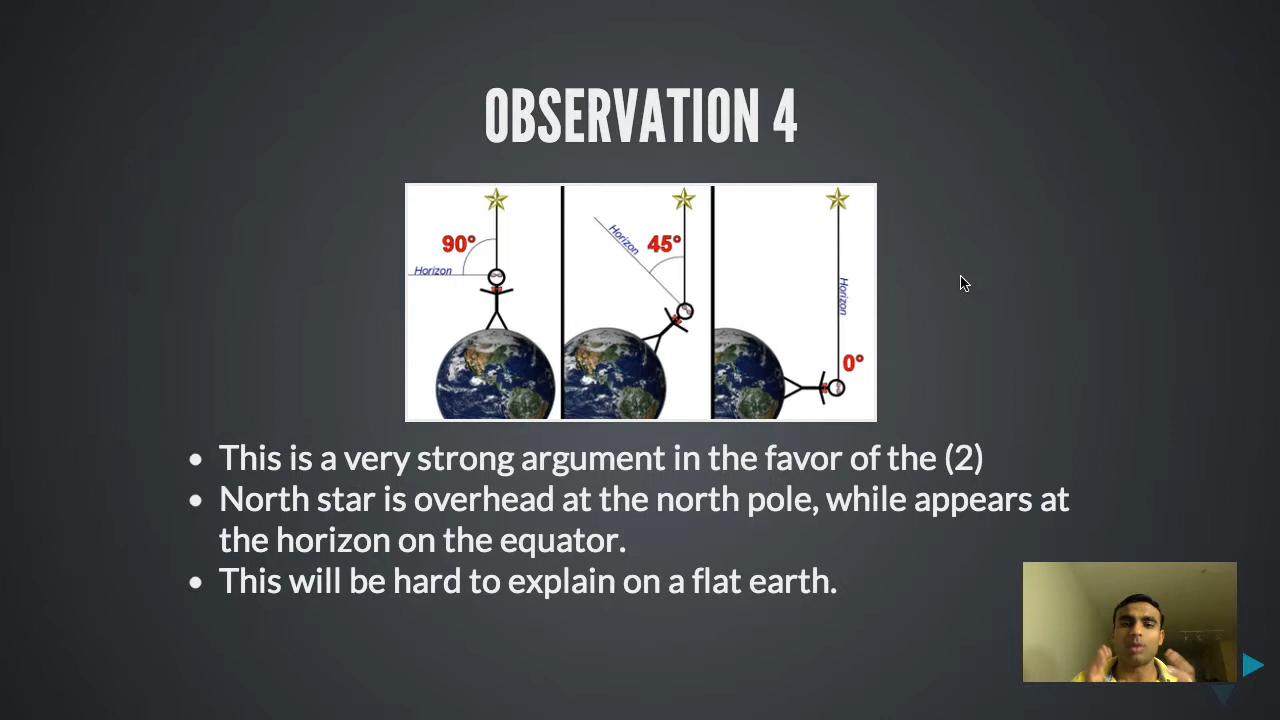 OBSERVATION 4
90°
Horizon
Horizon
45°
Horizon
0°
This is a very strong argument in the favor of the (2)
North star is overhead at the north pole, while appears at
the horizon on the equator.
This will be hard to explain on a flat earth.